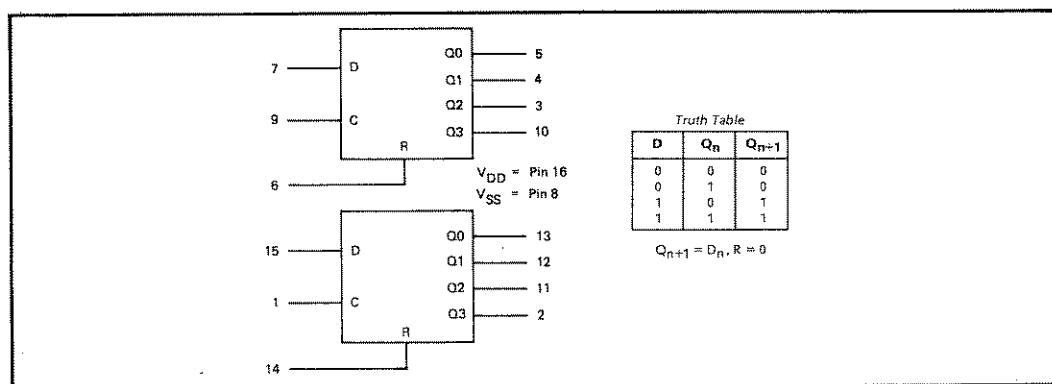 7 D Q0 5
Q1 4
9 C Q2 3
Q3 10
R
6
V_DD = Pin 16
V_SS = Pin 8
15 D Q0 13
Q1 12
1 C Q2 11
Q3 2
R
14
Truth Table
D Q_n Q_n+1
0 0 0
0 1 0
1 0 1
1 1 1
Q_n+1 = D_n, R = 0